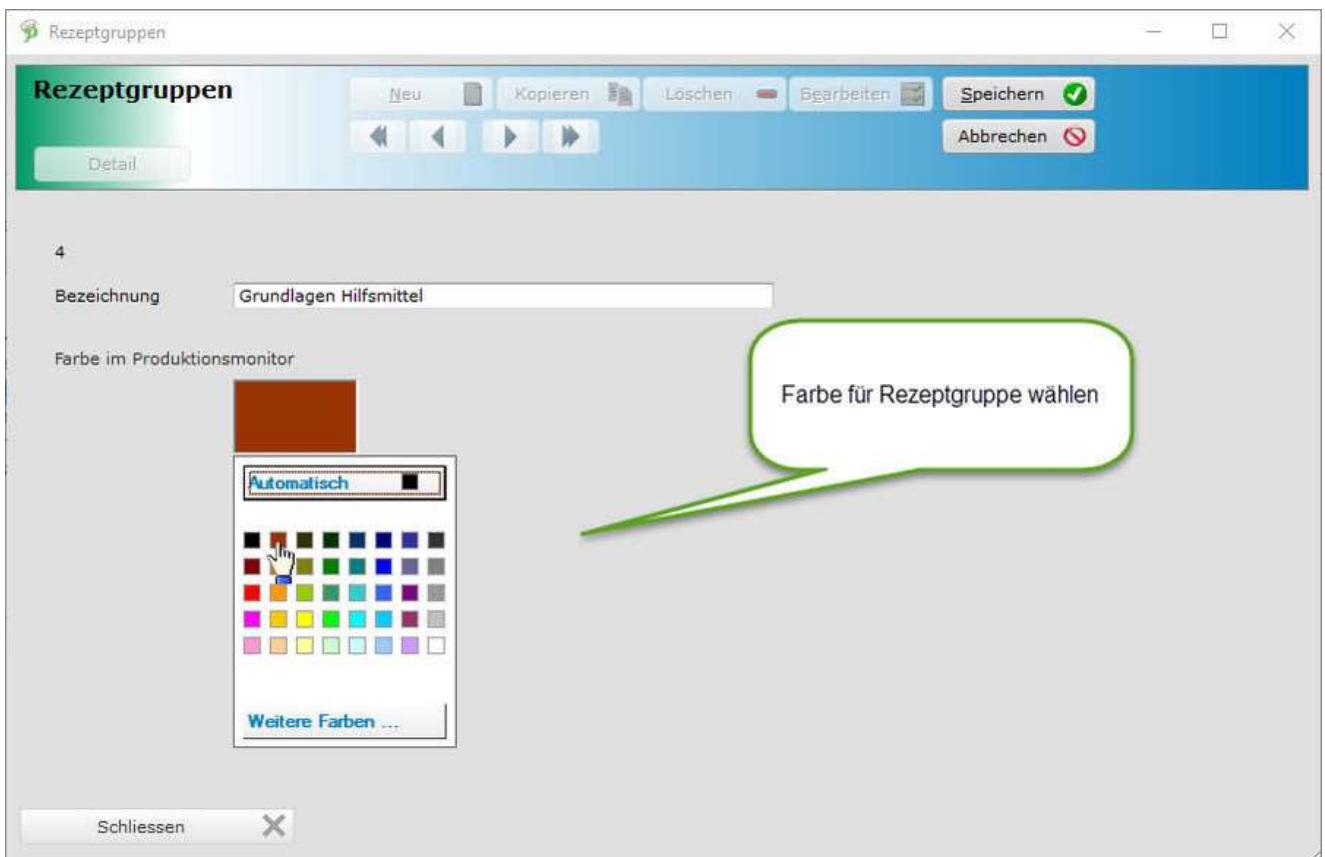 Rezeptgruppen
Rezeptgruppen
Neu Kopieren Löschen Bearbeiten Speichern
Abbrechen
Detail
4
Bezeichnung Grundlagen Hilfsmittel
Farbe im Produktionsmonitor
Farbe für Rezeptgruppe wählen
Automatisch
Weitere Farben ...
Schliessen